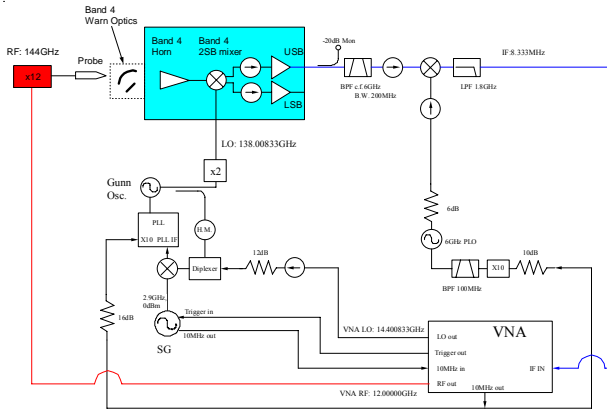 Band 4
Warn Optics
RF: 144GHz
x12
Probe
Band 4
Horn
Band 4
2SB mixer
USB
LSB
-20dB Mon
BPF c.f.6GHz
B.W. 200MHz
LPF 1.8GHz
IF:8.333MHz
LO: 138.00833GHz
x2
Gunn
Osc.
PLL
X10 PLL IF
H.M.
Diplexer
12dB
6dB
6GHz PLO
10dB
X10
BPF 100MHz
2.9GHz,
0dBm
16dB
SG
Trigger in
10MHz out
VNA LO: 14.400833GHz
VNA
LO out
Trigger out
10MHz in
RF out
IF IN
10MHz out
VNA RF: 12.00000GHz